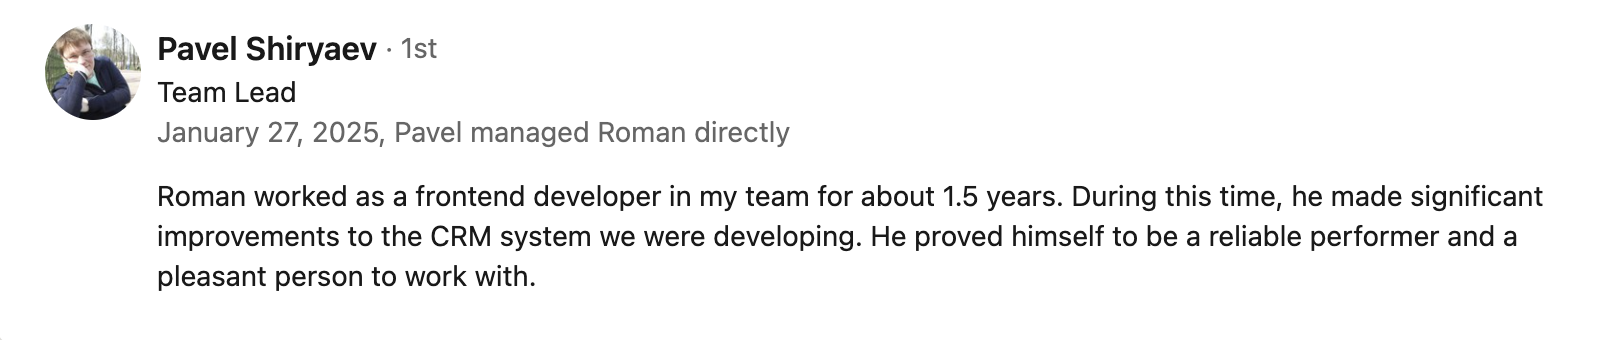 Pavel Shiryaev · 1st
Team Lead
January 27, 2025, Pavel managed Roman directly
Roman worked as a frontend developer in my team for about 1.5 years. During this time, he made significant
improvements to the CRM system we were developing. He proved himself to be a reliable performer and a
pleasant person to work with.